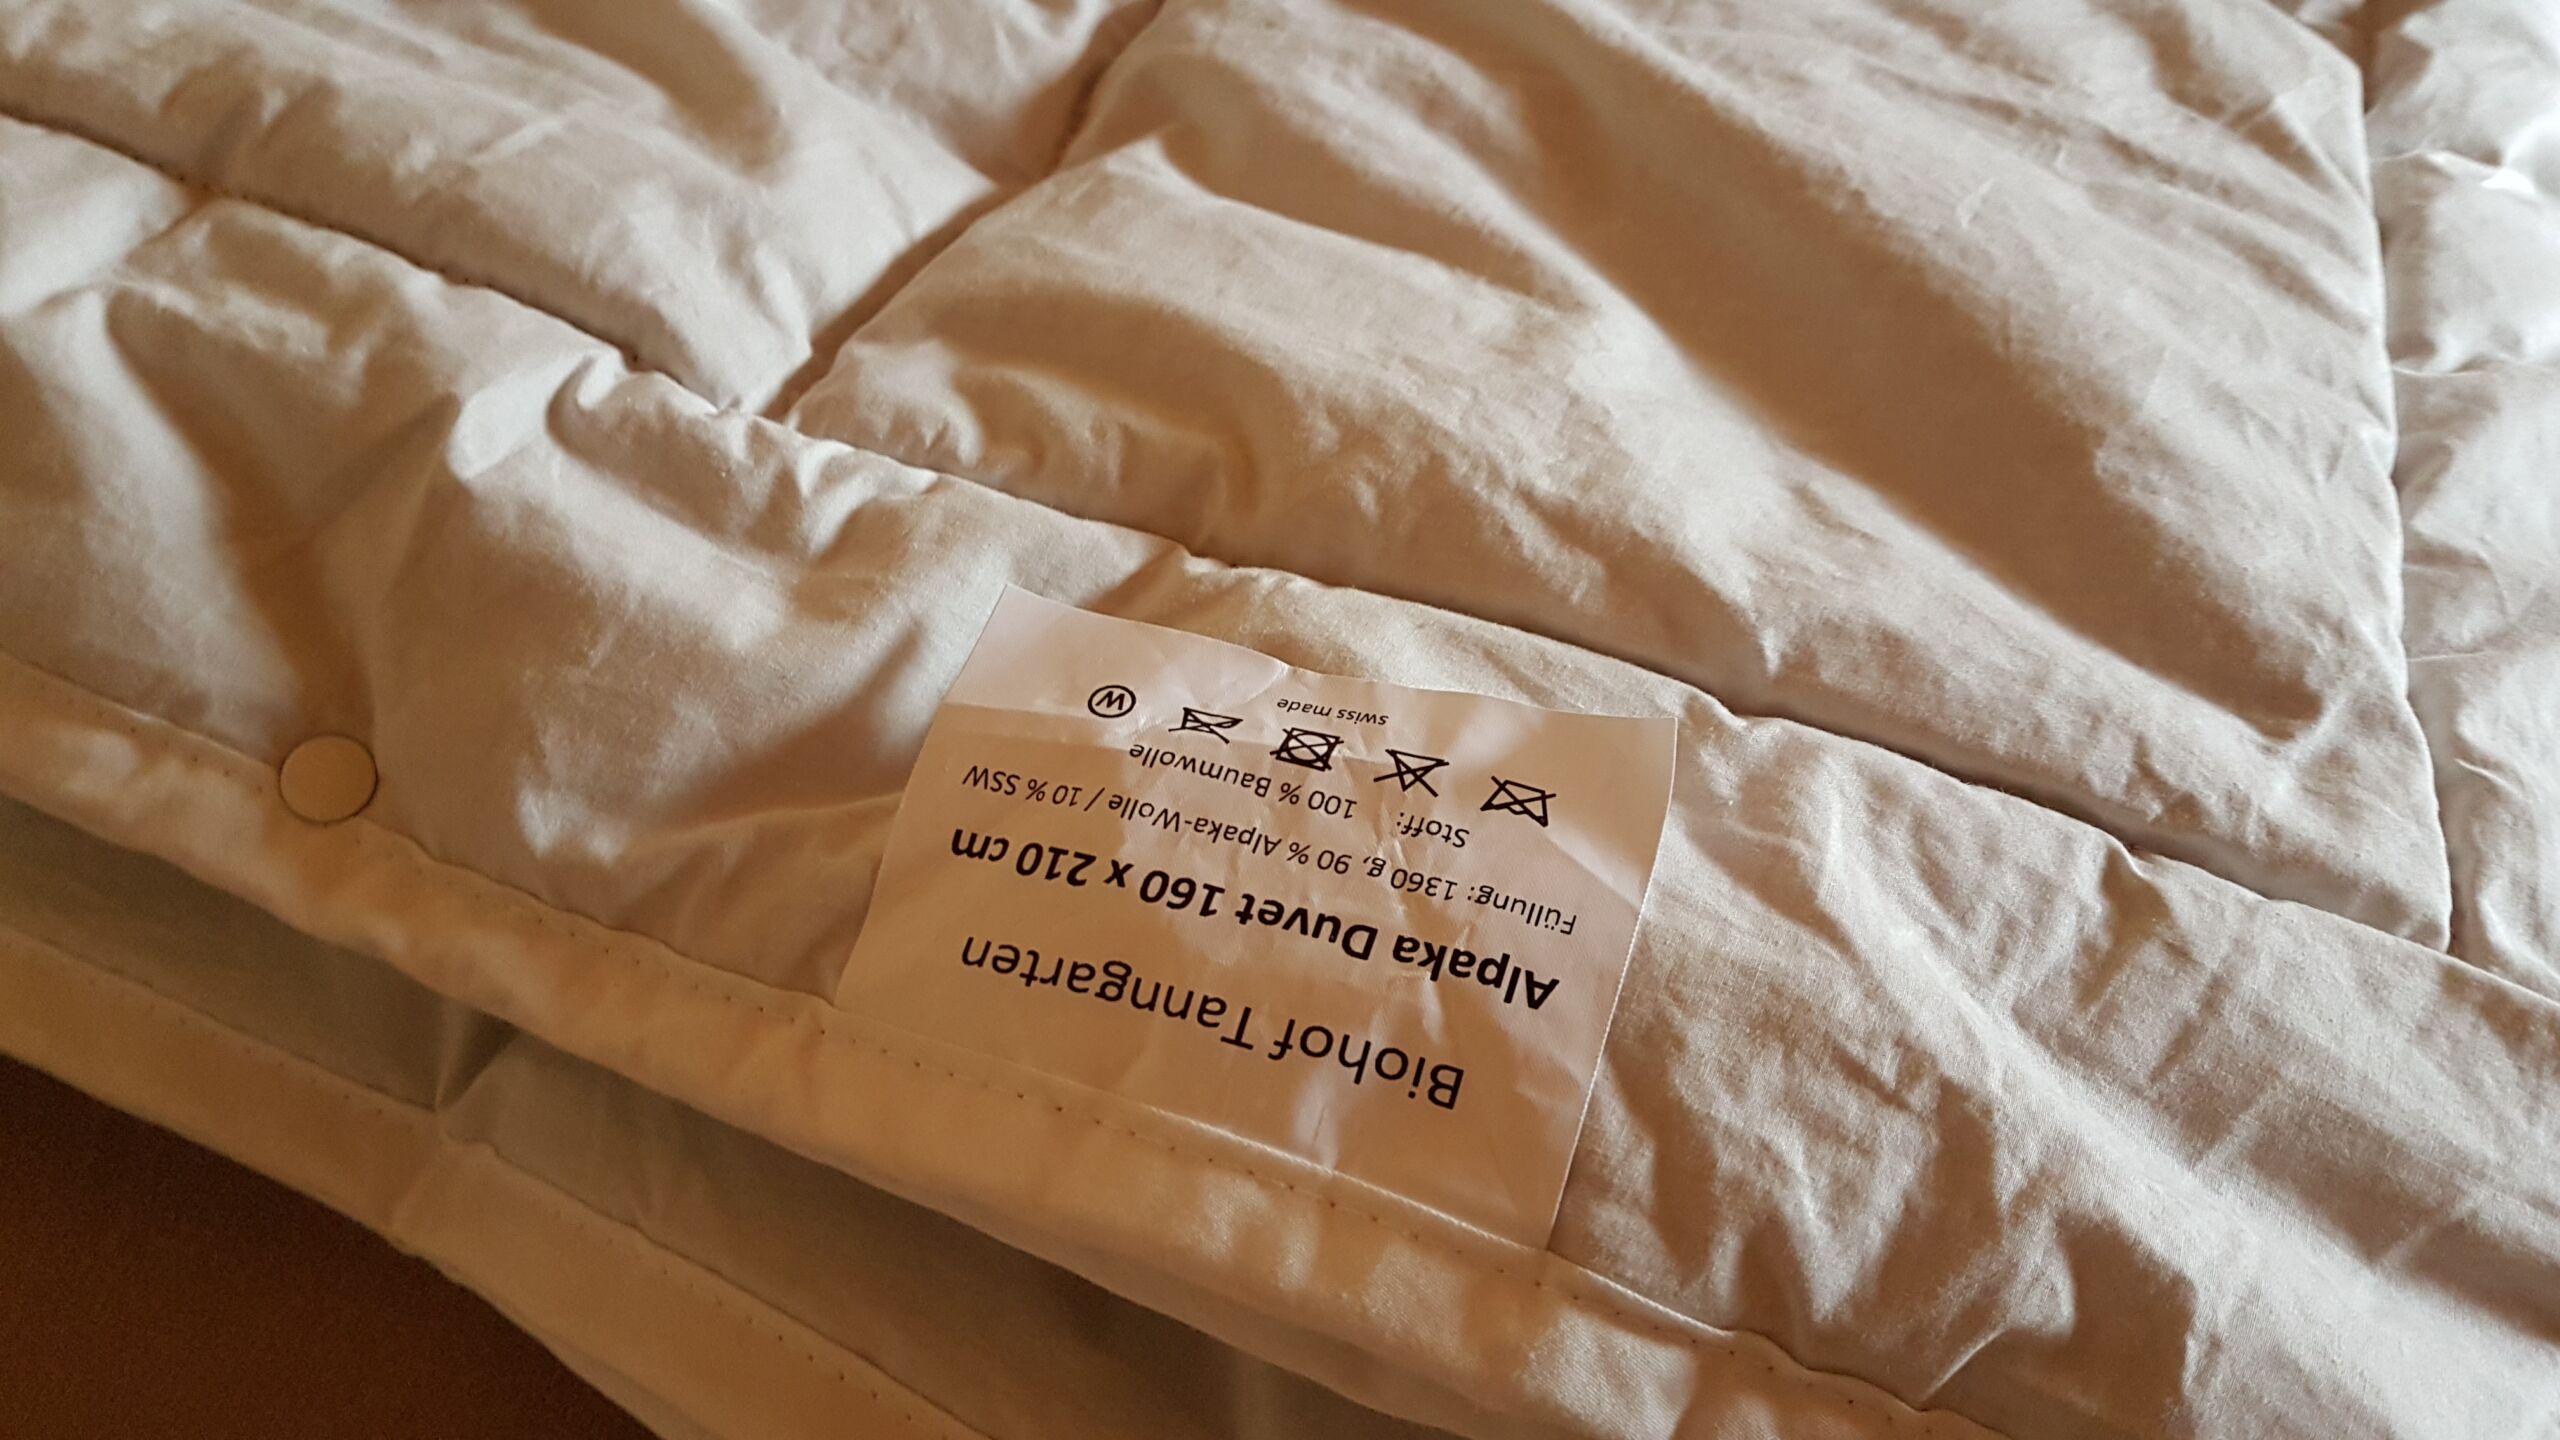 Biohof Tanngarten
Alpaka Duvet 160 x 210 cm
Füllung: 1360 g, 90 % Alpaka-Wolle / 10 % SSW
Stoff: 100 % Baumwolle
W
swiss made